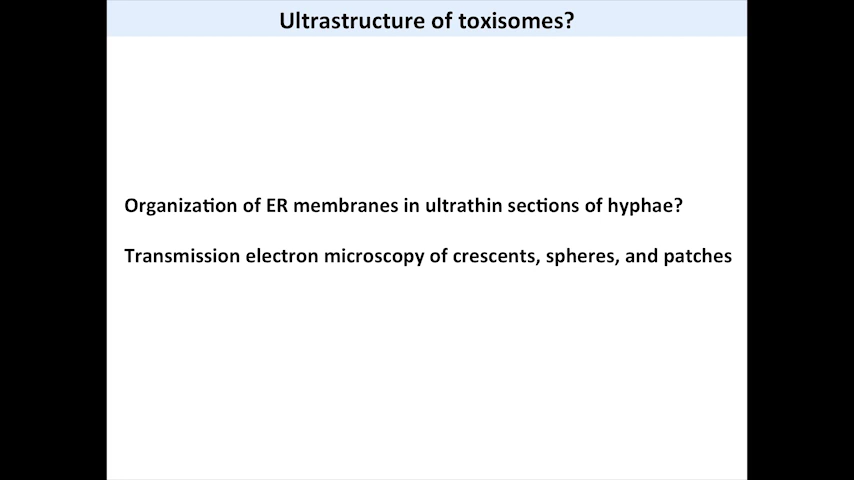 Ultrastructure of toxisomes?
Organization of ER membranes in ultrathin sections of hyphae?
Transmission electron microscopy of crescents, spheres, and patches